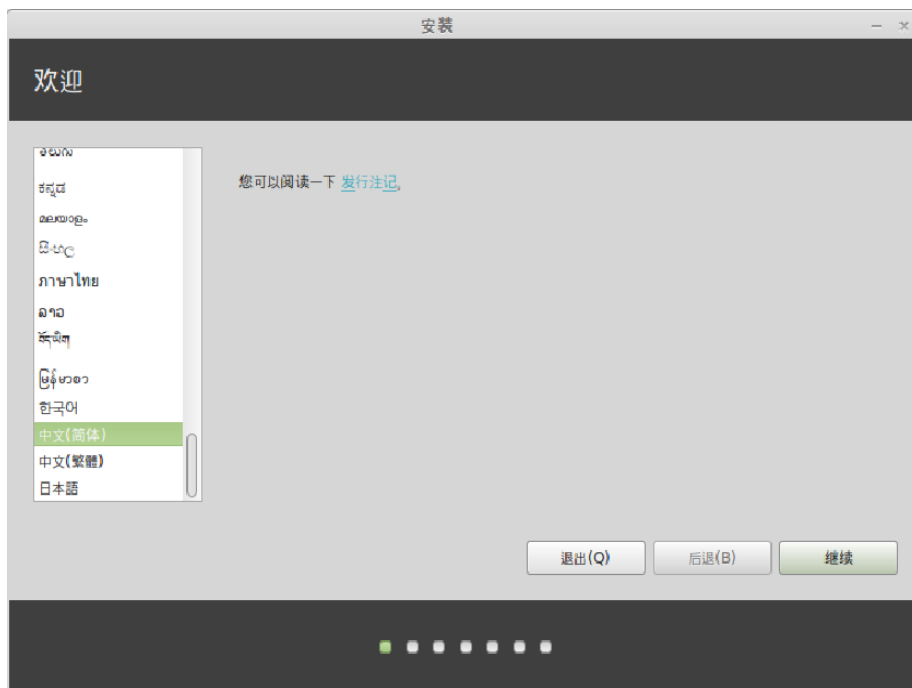 安装
欢迎
ಕನ್ನಡ
മലയാളം
සිංහල
ภาษาไทย
ລາວ
བོད་ཡིག
မြန်မာစာ
한국어
中文(简体)
中文(繁體)
日本語
您可以阅读一下 发行注记。
退出(Q)
后退(B)
继续